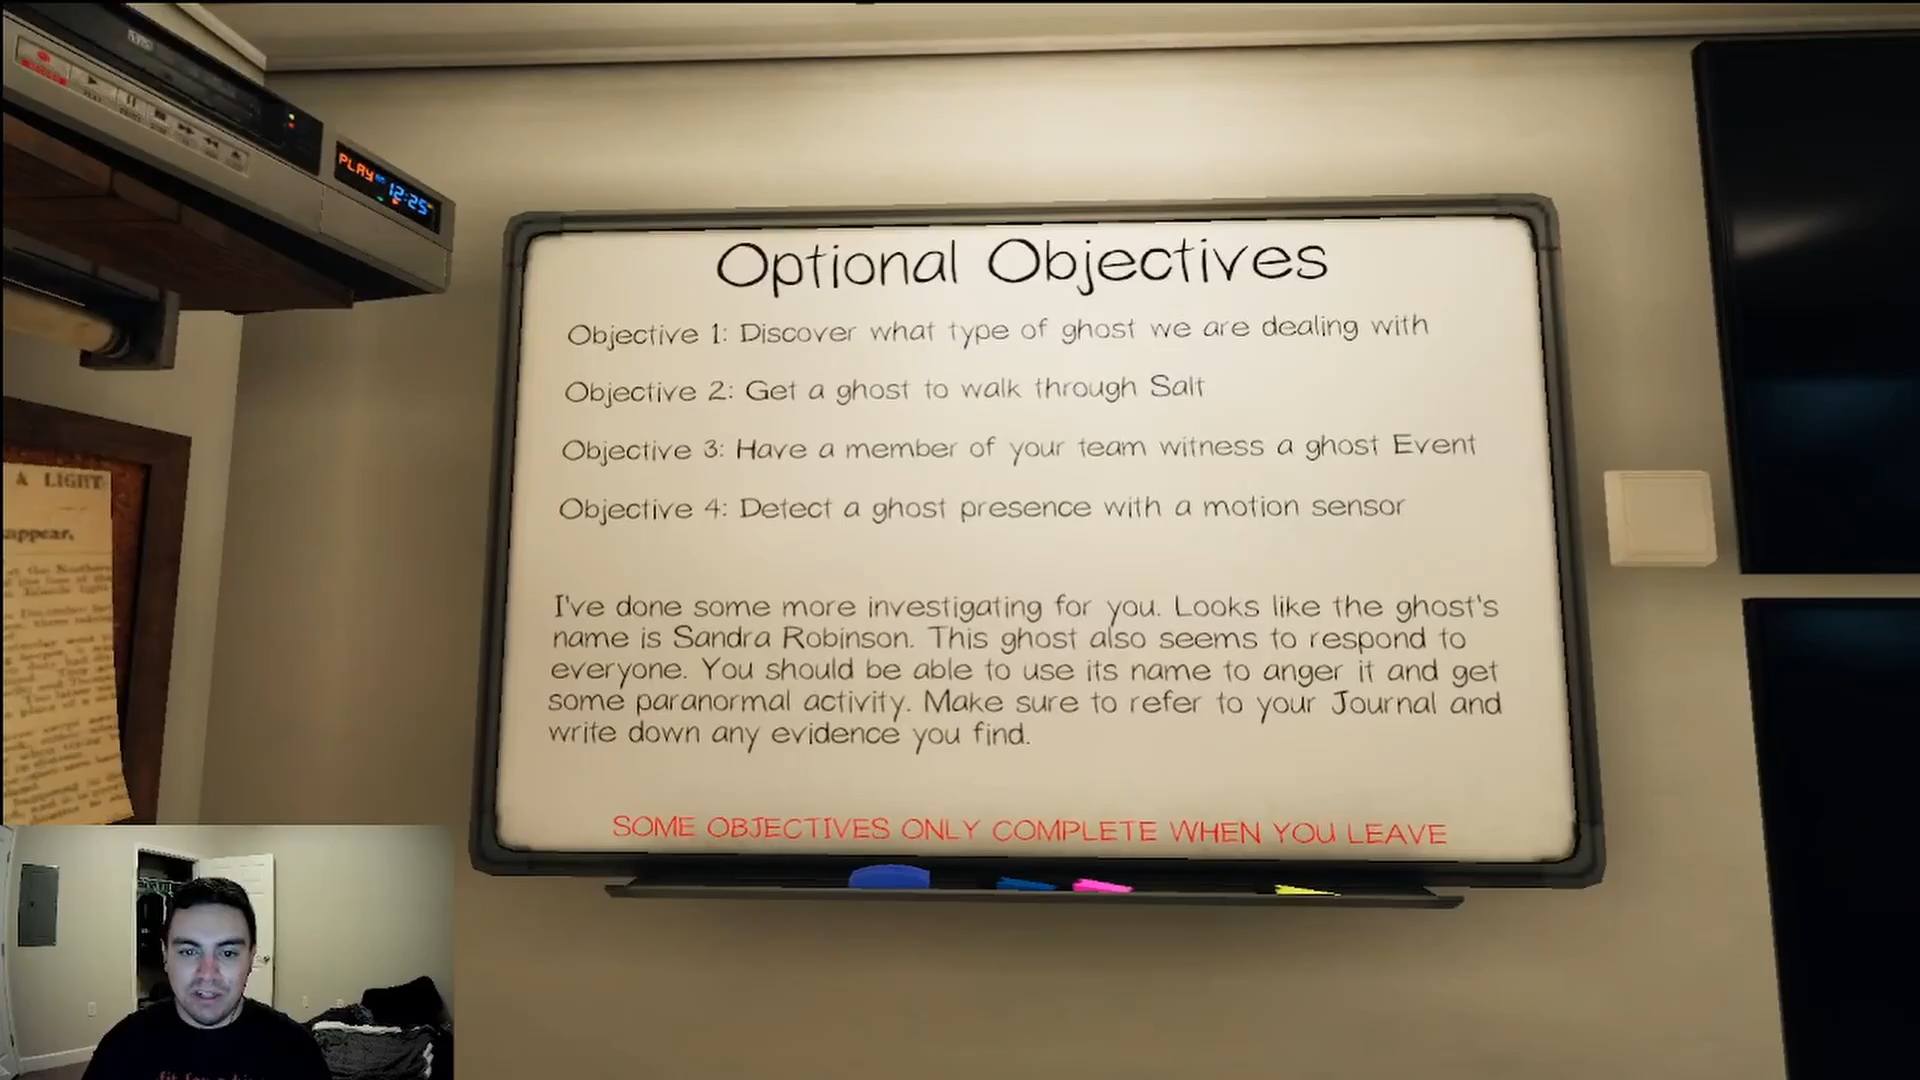 PLAY 12:25
Optional Objectives
Objective 1: Discover what type of ghost we are dealing with
Objective 2: Get a ghost to walk through Salt
Objective 3: Have a member of your team witness a ghost Event
Objective 4: Detect a ghost presence with a motion sensor
I've done some more investigating for you. Looks like the ghost's
name is Sandra Robinson. This ghost also seems to respond to
everyone. You should be able to use its name to anger it and get
some paranormal activity. Make sure to refer to your Journal and
write down any evidence you find.
SOME OBJECTIVES ONLY COMPLETE WHEN YOU LEAVE
A LIGHT
appear,